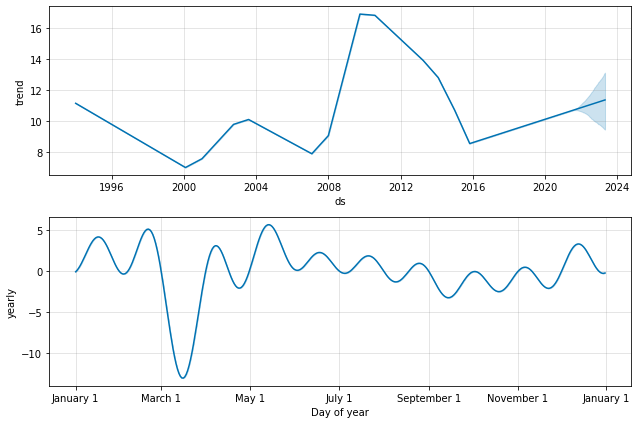 16
14
12
10
8
trend
1996
2000
2004
2008
2012
2016
2020
2024
ds
5
0
−5
−10
yearly
January 1
March 1
May 1
July 1
September 1
November 1
January 1
Day of year